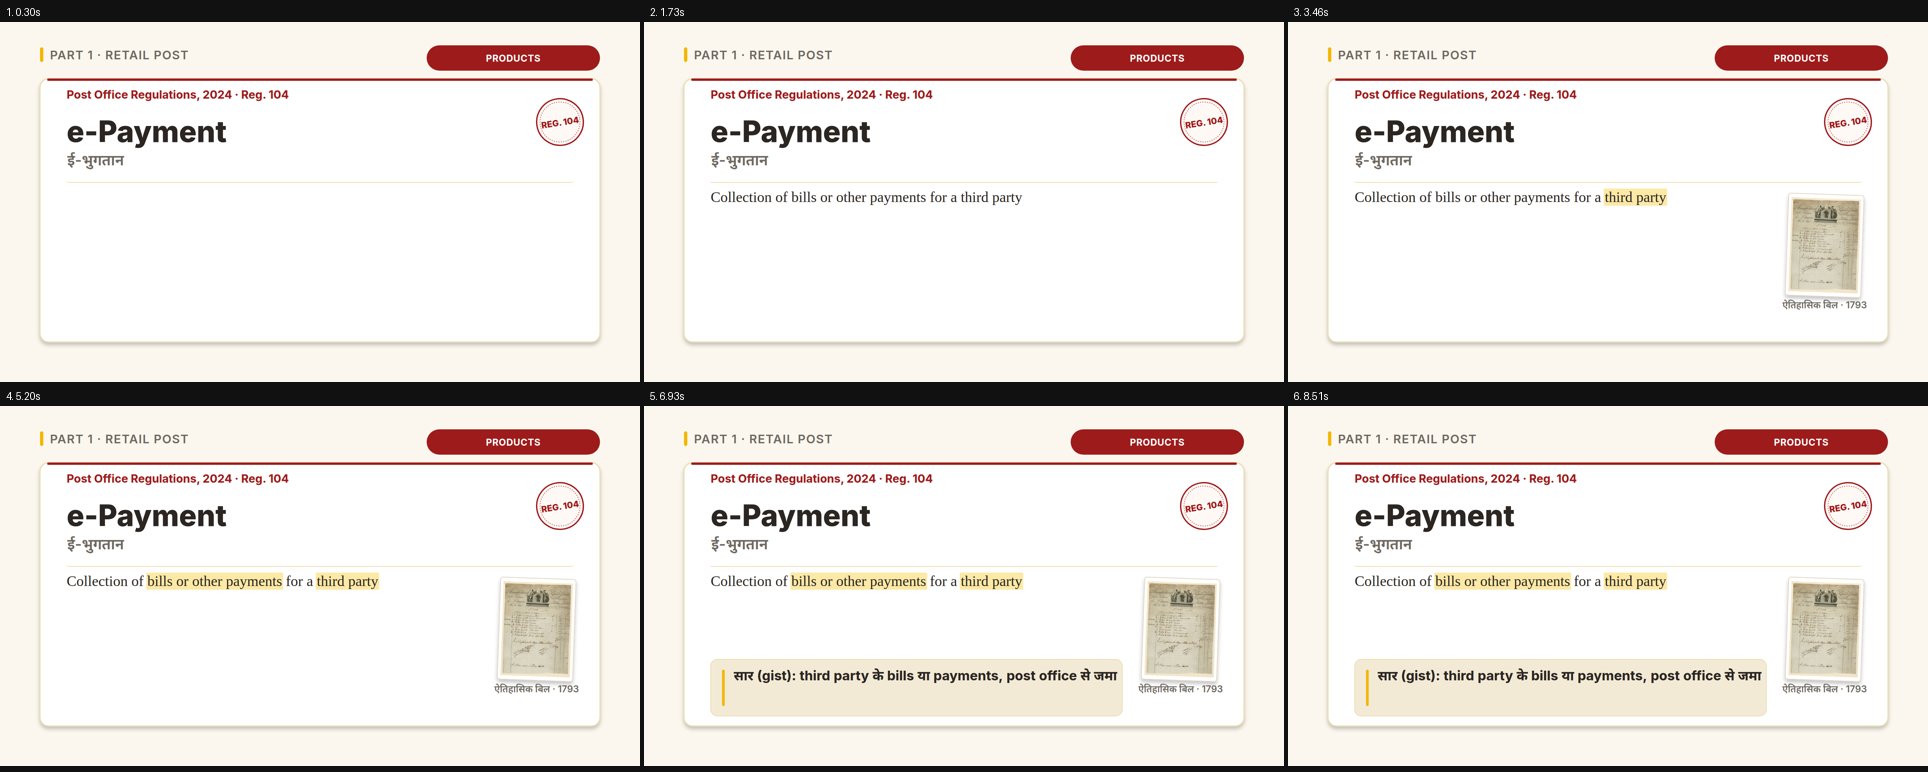 1. 0.30s
PART 1 · RETAIL POST
PRODUCTS
Post Office Regulations, 2024 · Reg. 104
REG. 104
e-Payment
ई-भुगतान
2. 1.73s
PART 1 · RETAIL POST
PRODUCTS
Post Office Regulations, 2024 · Reg. 104
REG. 104
e-Payment
ई-भुगतान
Collection of bills or other payments for a third party
3. 3.46s
PART 1 · RETAIL POST
PRODUCTS
Post Office Regulations, 2024 · Reg. 104
REG. 104
e-Payment
ई-भुगतान
Collection of bills or other payments for a third party
ऐतिहासिक बिल · 1793
4. 5.20s
PART 1 · RETAIL POST
PRODUCTS
Post Office Regulations, 2024 · Reg. 104
REG. 104
e-Payment
ई-भुगतान
Collection of bills or other payments for a third party
ऐतिहासिक बिल · 1793
5. 6.93s
PART 1 · RETAIL POST
PRODUCTS
Post Office Regulations, 2024 · Reg. 104
REG. 104
e-Payment
ई-भुगतान
Collection of bills or other payments for a third party
सार (gist): third party के bills या payments, post office से जमा
ऐतिहासिक बिल · 1793
6. 8.51s
PART 1 · RETAIL POST
PRODUCTS
Post Office Regulations, 2024 · Reg. 104
REG. 104
e-Payment
ई-भुगतान
Collection of bills or other payments for a third party
सार (gist): third party के bills या payments, post office से जमा
ऐतिहासिक बिल · 1793